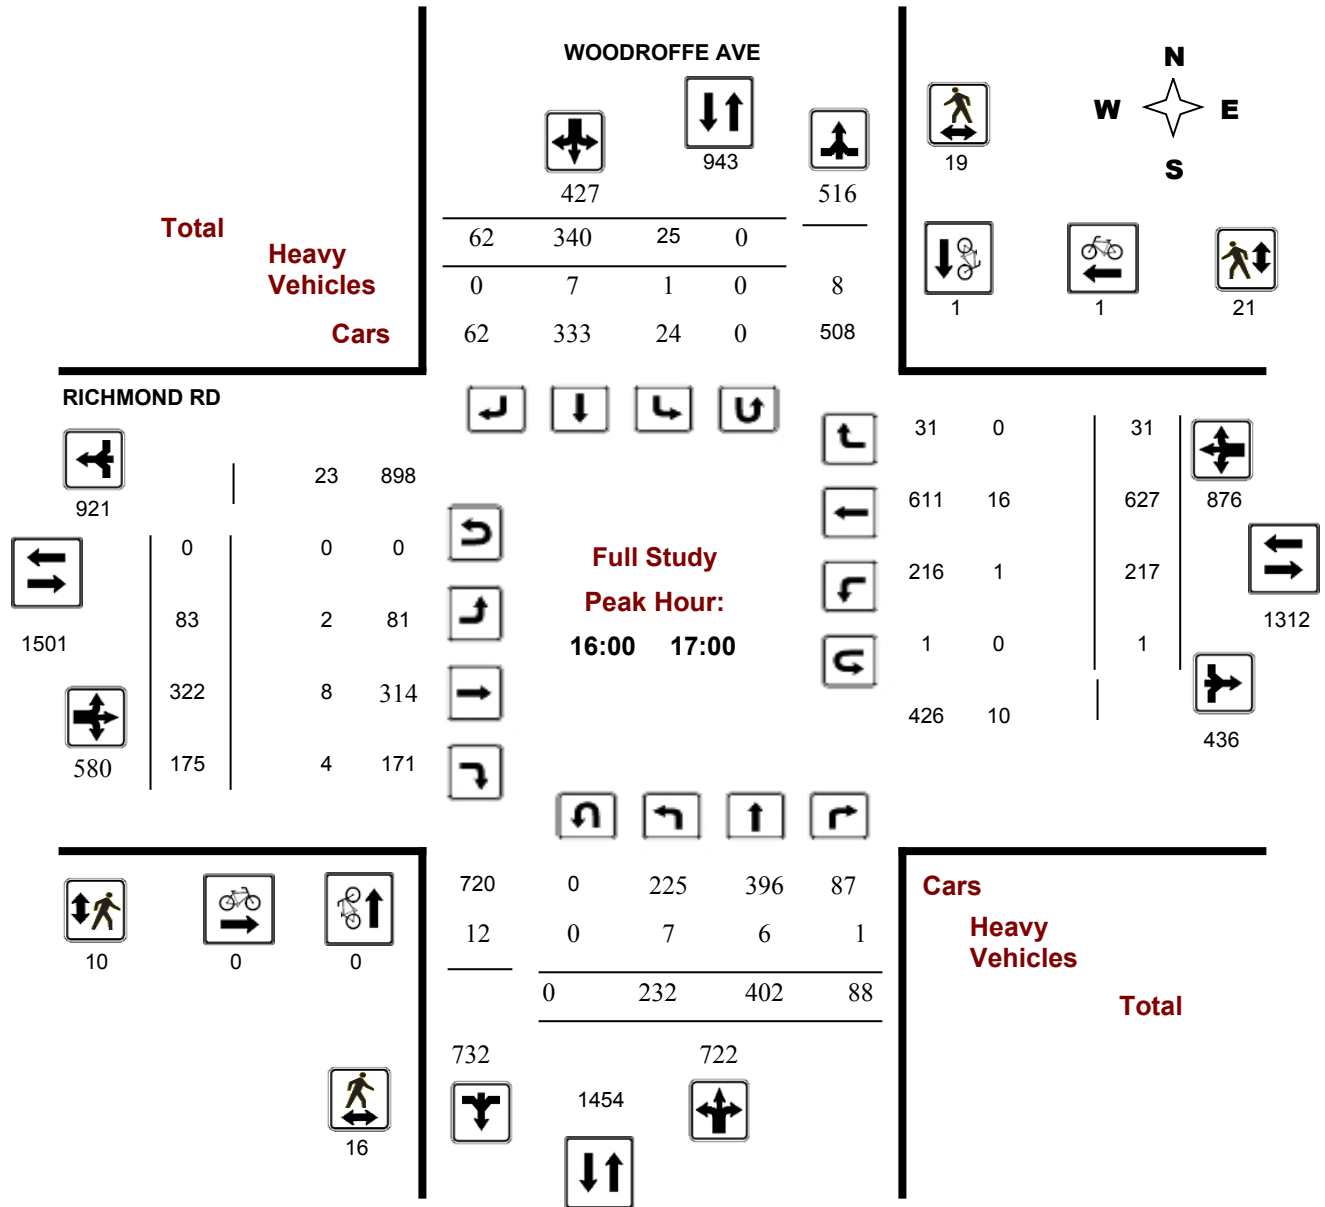 WOODROFFE AVE
N
W E
S
943
19
427
516
Total
62 340 25 0
Heavy
Vehicles
0 7 1 0 8
1 1 21
Cars
62 333 24 0 508
RICHMOND RD
31 0 31
23 898
921
611 16 627 876
0 0 0
Full Study
216 1 217
Peak Hour:
83 2 81
1312
1501
16:00 17:00
1 0 1
322 8 314
426 10
436
580 175 4 171
720 0 225 396 87
Cars
12 0 7 6 1
Heavy
Vehicles
10 0 0
0 232 402 88
Total
732 722
1454
16